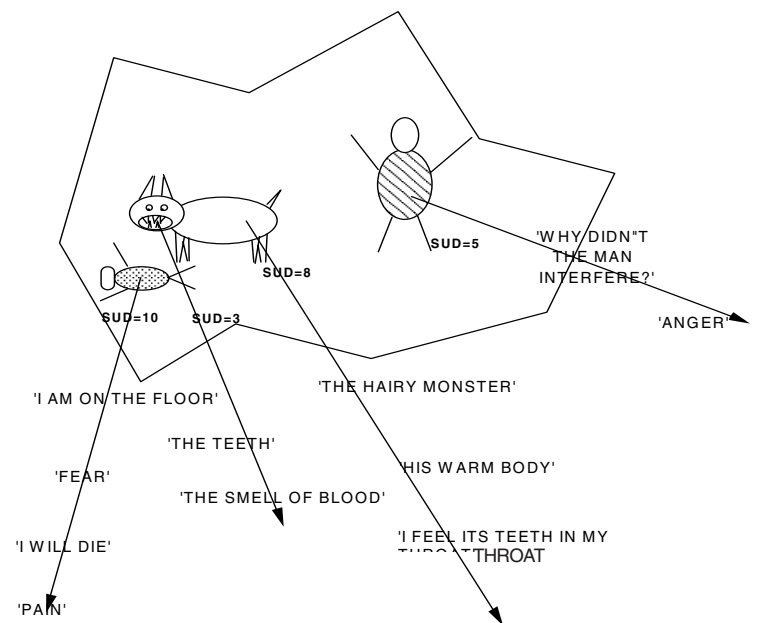 'WHY DIDN"T
THE MAN
INTERFERE?'
SUD=5
SUD=8
SUD=10
SUD=3
'ANGER'
'THE HAIRY MONSTER'
'I AM ON THE FLOOR'
'THE TEETH'
'HIS WARM BODY'
'FEAR'
'THE SMELL OF BLOOD'
'I FEEL ITS TEETH IN MY
THROAT'THROAT
'I WILL DIE'
'PAIN'